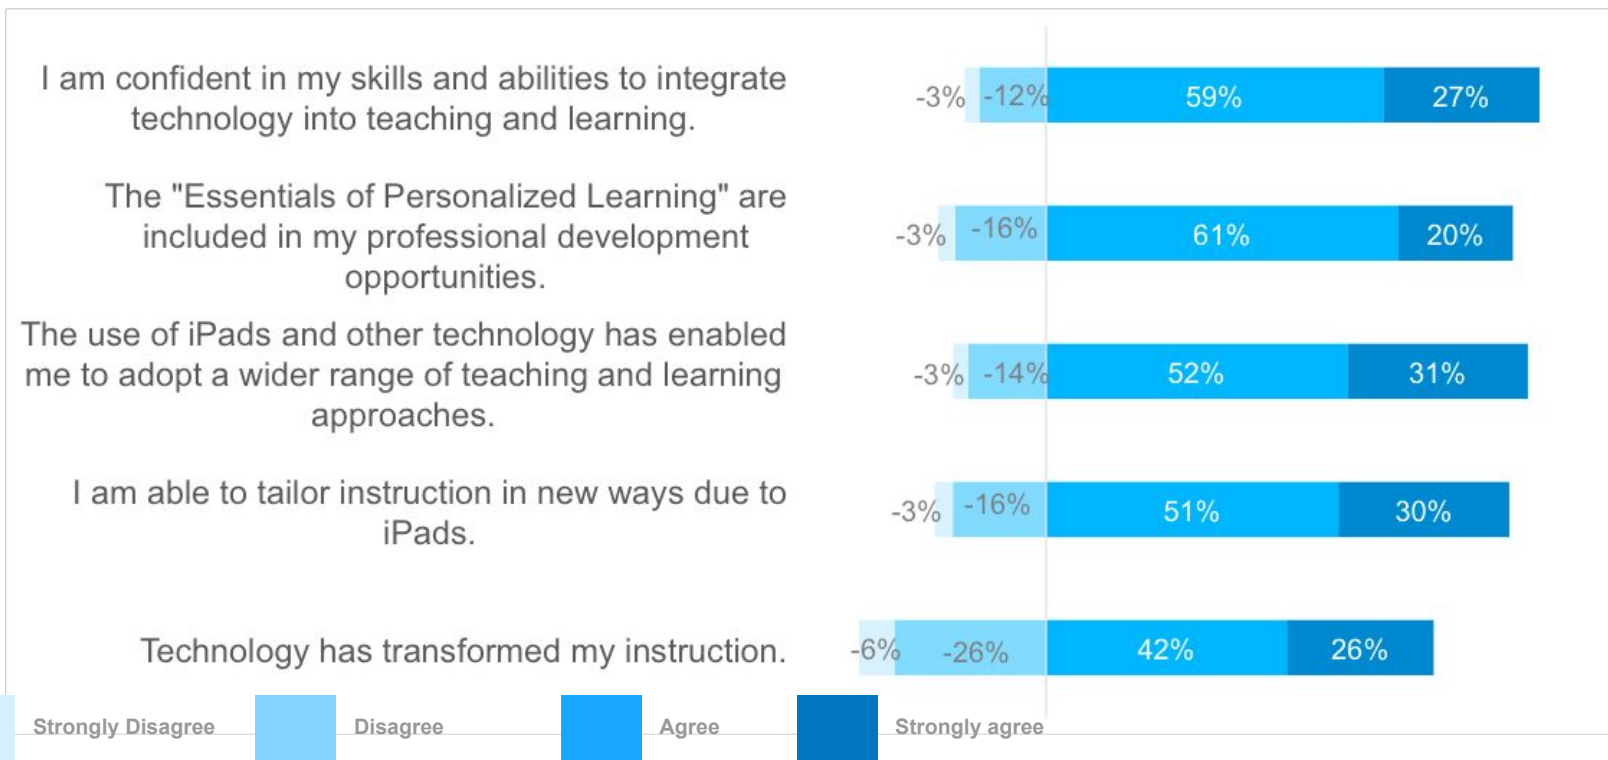 I am confident in my skills and abilities to integrate
technology into teaching and learning.
-3% -12% 59% 27%
The "Essentials of Personalized Learning" are
included in my professional development
opportunities.
-3% -16% 61% 20%
The use of iPads and other technology has enabled
me to adopt a wider range of teaching and learning
approaches.
-3% -14% 52% 31%
I am able to tailor instruction in new ways due to
iPads.
-3% -16% 51% 30%
Technology has transformed my instruction.
-6% -26% 42% 26%
Strongly Disagree Disagree Agree Strongly agree